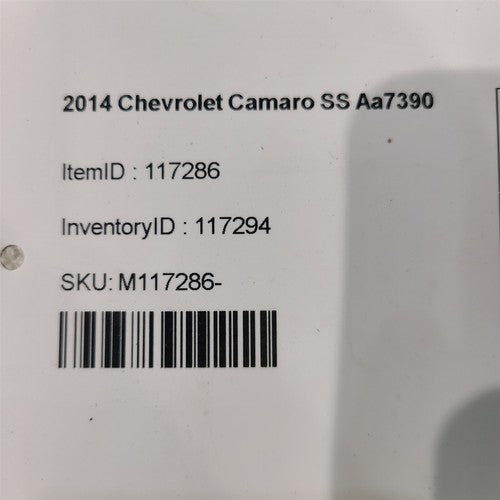 2014 Chevrolet Camaro SS Aa7390
ItemID : 117286
InventoryID : 117294
SKU: M117286-